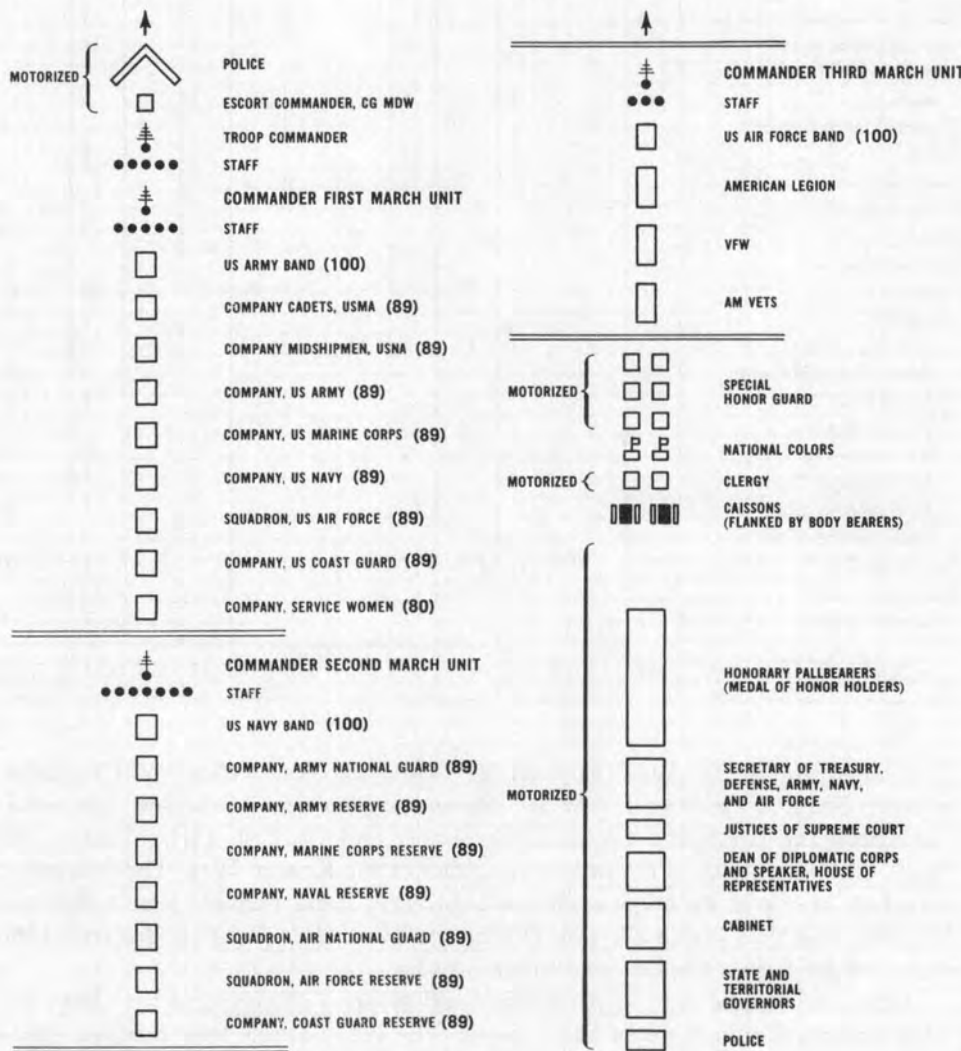 MOTORIZED
POLICE
ESCORT COMMANDER, CG MDW
TROOP COMMANDER
STAFF
COMMANDER FIRST MARCH UNIT
STAFF
US ARMY BAND (100)
COMPANY CADETS, USMA (89)
COMPANY MIDSHIPMEN, USNA (89)
COMPANY, US ARMY (89)
COMPANY, US MARINE CORPS (89)
COMPANY, US NAVY (89)
SQUADRON, US AIR FORCE (89)
COMPANY, US COAST GUARD (89)
COMPANY, SERVICE WOMEN (80)
COMMANDER SECOND MARCH UNIT
STAFF
US NAVY BAND (100)
COMPANY, ARMY NATIONAL GUARD (89)
COMPANY, ARMY RESERVE (89)
COMPANY, MARINE CORPS RESERVE (89)
COMPANY, NAVAL RESERVE (89)
SQUADRON, AIR NATIONAL GUARD (89)
SQUADRON, AIR FORCE RESERVE (89)
COMPANY, COAST GUARD RESERVE (89)
COMMANDER THIRD MARCH UNIT
STAFF
US AIR FORCE BAND (100)
AMERICAN LEGION
VFW
AM VETS
MOTORIZED
SPECIAL
HONOR GUARD
NATIONAL COLORS
MOTORIZED
CLERGY
CAISSONS
(FLANKED BY BODY BEARERS)
MOTORIZED
HONORARY PALLBEARERS
(MEDAL OF HONOR HOLDERS)
SECRETARY OF TREASURY,
DEFENSE, ARMY, NAVY,
AND AIR FORCE
JUSTICES OF SUPREME COURT
DEAN OF DIPLOMATIC CORPS
AND SPEAKER, HOUSE OF
REPRESENTATIVES
CABINET
STATE AND
TERRITORIAL
GOVERNORS
POLICE